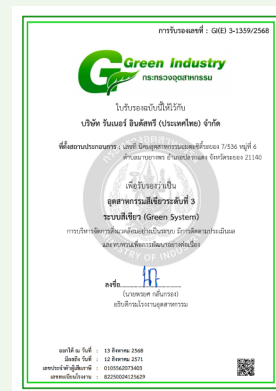 การรับรองเลขที่ : GI(E) 3-1359/2568
Green Industry
กระทรวงอุตสาหกรรม
ใบรับรองฉบับนี้ให้ไว้กับ
บริษัท รันเนอร์ อินดัสทรี (ประเทศไทย) จำกัด
ที่ตั้งสถานประกอบการ : เลขที่ นิคมอุตสาหกรรมอมตะซิตี้ระยอง 7/536 หมู่ที่ 6
ตำบลมาบยางพร อำเภอปลวกแดง จังหวัดระยอง 21140
เพื่อรับรองว่าเป็น
อุตสาหกรรมสีเขียวระดับที่ 3
ระบบสีเขียว (Green System)
การบริหารจัดการสิ่งแวดล้อมอย่างเป็นระบบ มีการติดตามประเมินผล
และทบทวนเพื่อการพัฒนาอย่างต่อเนื่อง
ลงชื่อ
(นายพรยศ กลั่นกรอง)
อธิบดีกรมโรงงานอุตสาหกรรม
ออกให้ ณ วันที่ : 13 สิงหาคม 2568
มีผลถึง วันที่ : 12 สิงหาคม 2571
เลขประจำตัวผู้เสียภาษี : 0105562073403
เลขทะเบียนโรงงาน : 82250024125629